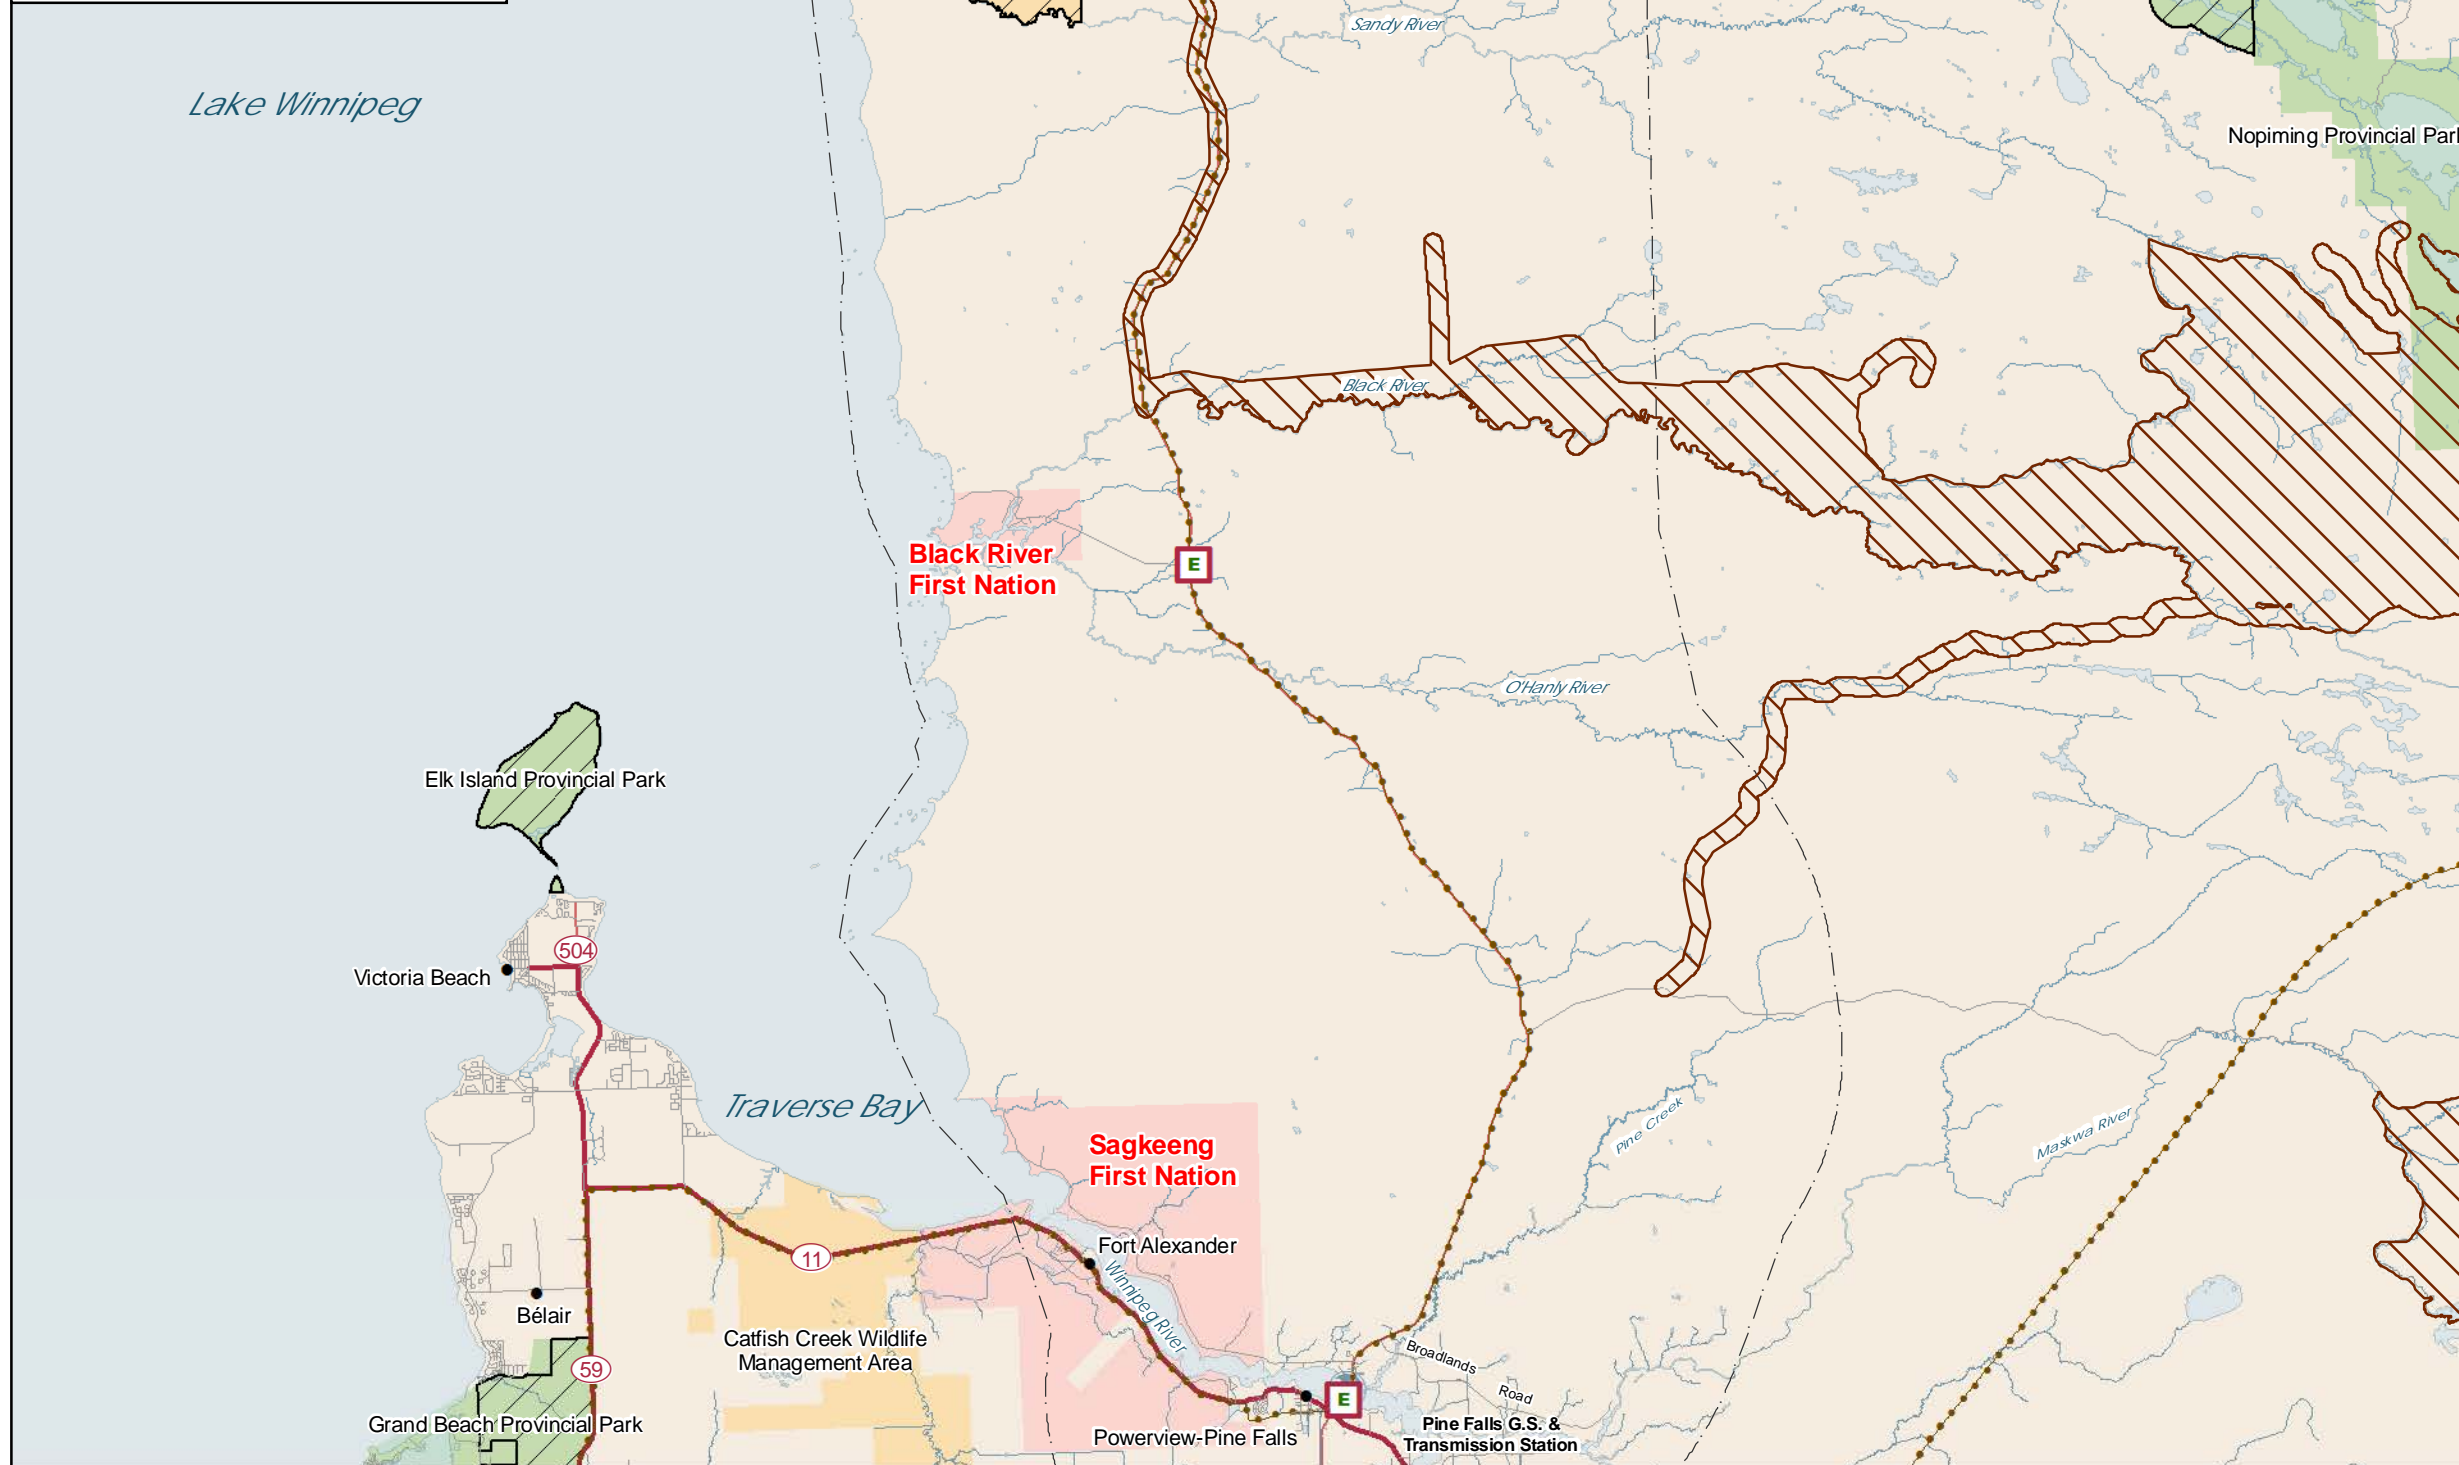 Sandy River
Lake Winnipeg
Nopiming Provincial Par
Black River
Black River
First Nation
E
O'Hanly River
Elk Island Provincial Park
504
Victoria Beach
Traverse Bay
Pine Creek
Maskwa River
Sagkeeng
First Nation
11
Fort Alexander
Winnipeg River
Bélair
Catfish Creek Wildlife
Management Area
59
Broadlands
Road
E
Grand Beach Provincial Park
Powerview-Pine Falls
Pine Falls G.S. &
Transmission Station